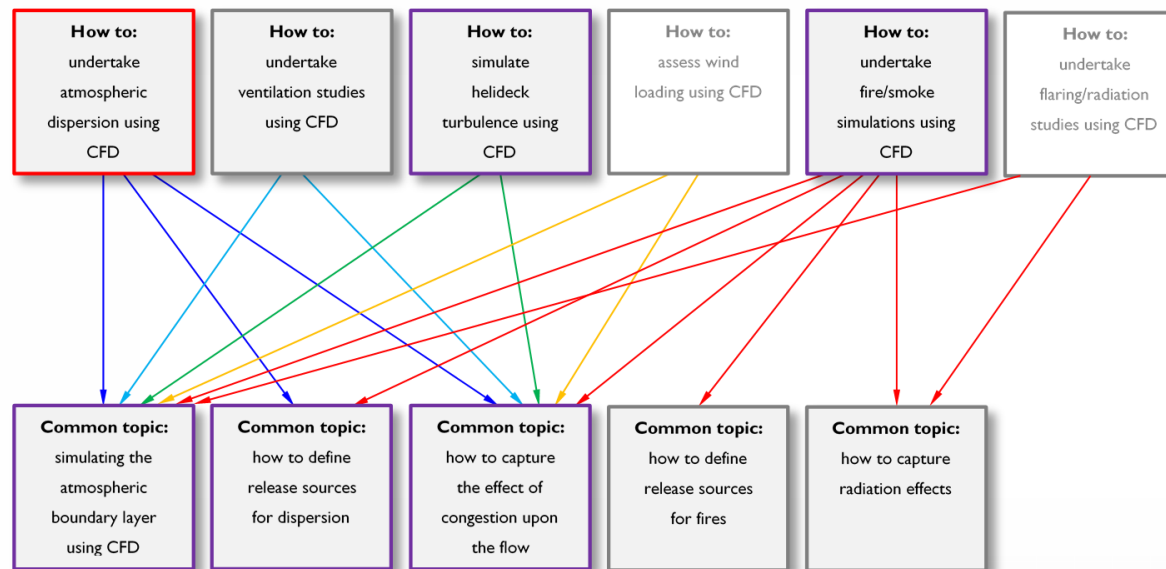 How to:
undertake
atmospheric
dispersion using
CFD
How to:
undertake
ventilation studies
using CFD
How to:
simulate
helideck
turbulence using
CFD
How to:
assess wind
loading using CFD
How to:
undertake
fire/smoke
simulations using
CFD
How to:
undertake
flaring/radiation
studies using CFD
Common topic:
simulating the
atmospheric
boundary layer
using CFD
Common topic:
how to define
release sources
for dispersion
Common topic:
how to capture
the effect of
congestion upon
the flow
Common topic:
how to define
release sources
for fires
Common topic:
how to capture
radiation effects